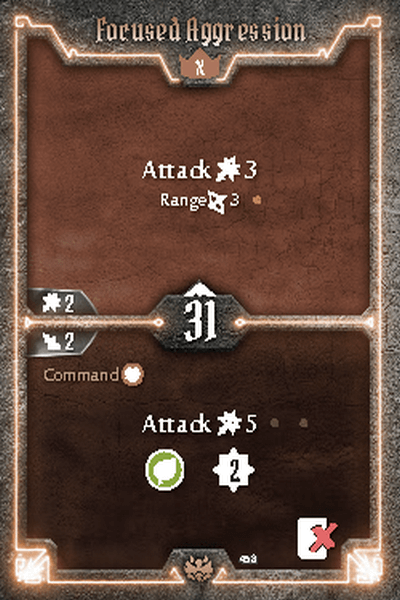 Focused Aggression
X
Attack 3
Range 3
2
31
2
Command
Attack 5
2